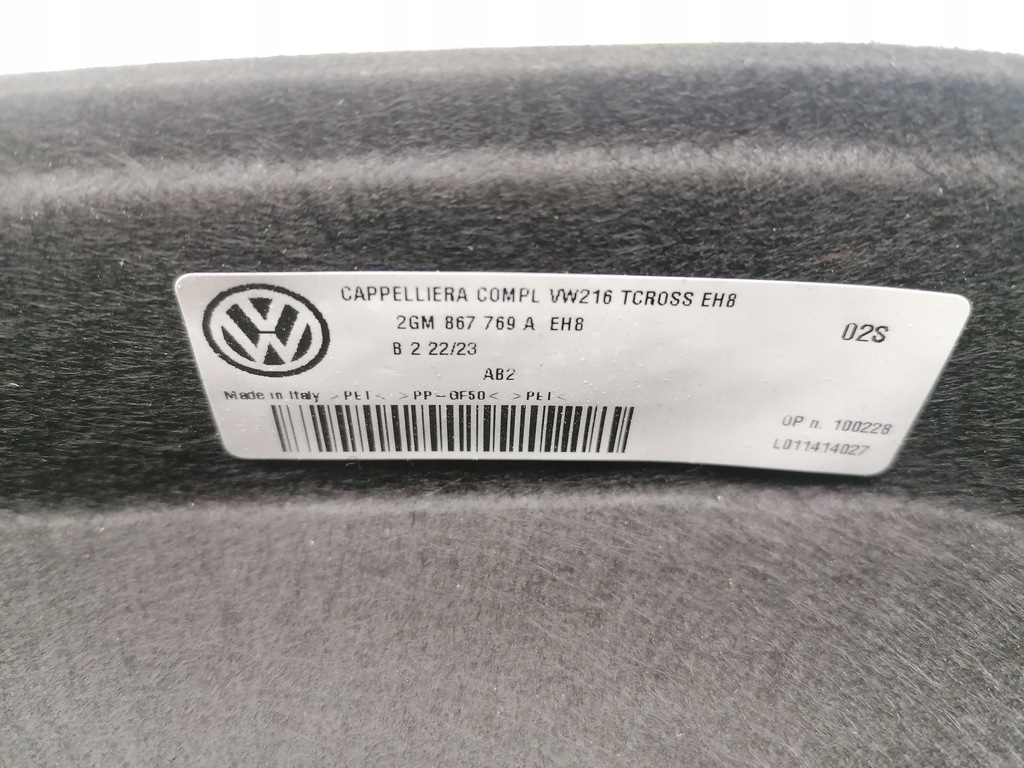 CAPPELLIERA COMPL VW216 TCROSS EH8
2GM 867 769 A EH8
02S
B 2 22/23
AB2
Made in Italy >PET< >PP-GF50< >PET<
OP n. 100228
L011414027